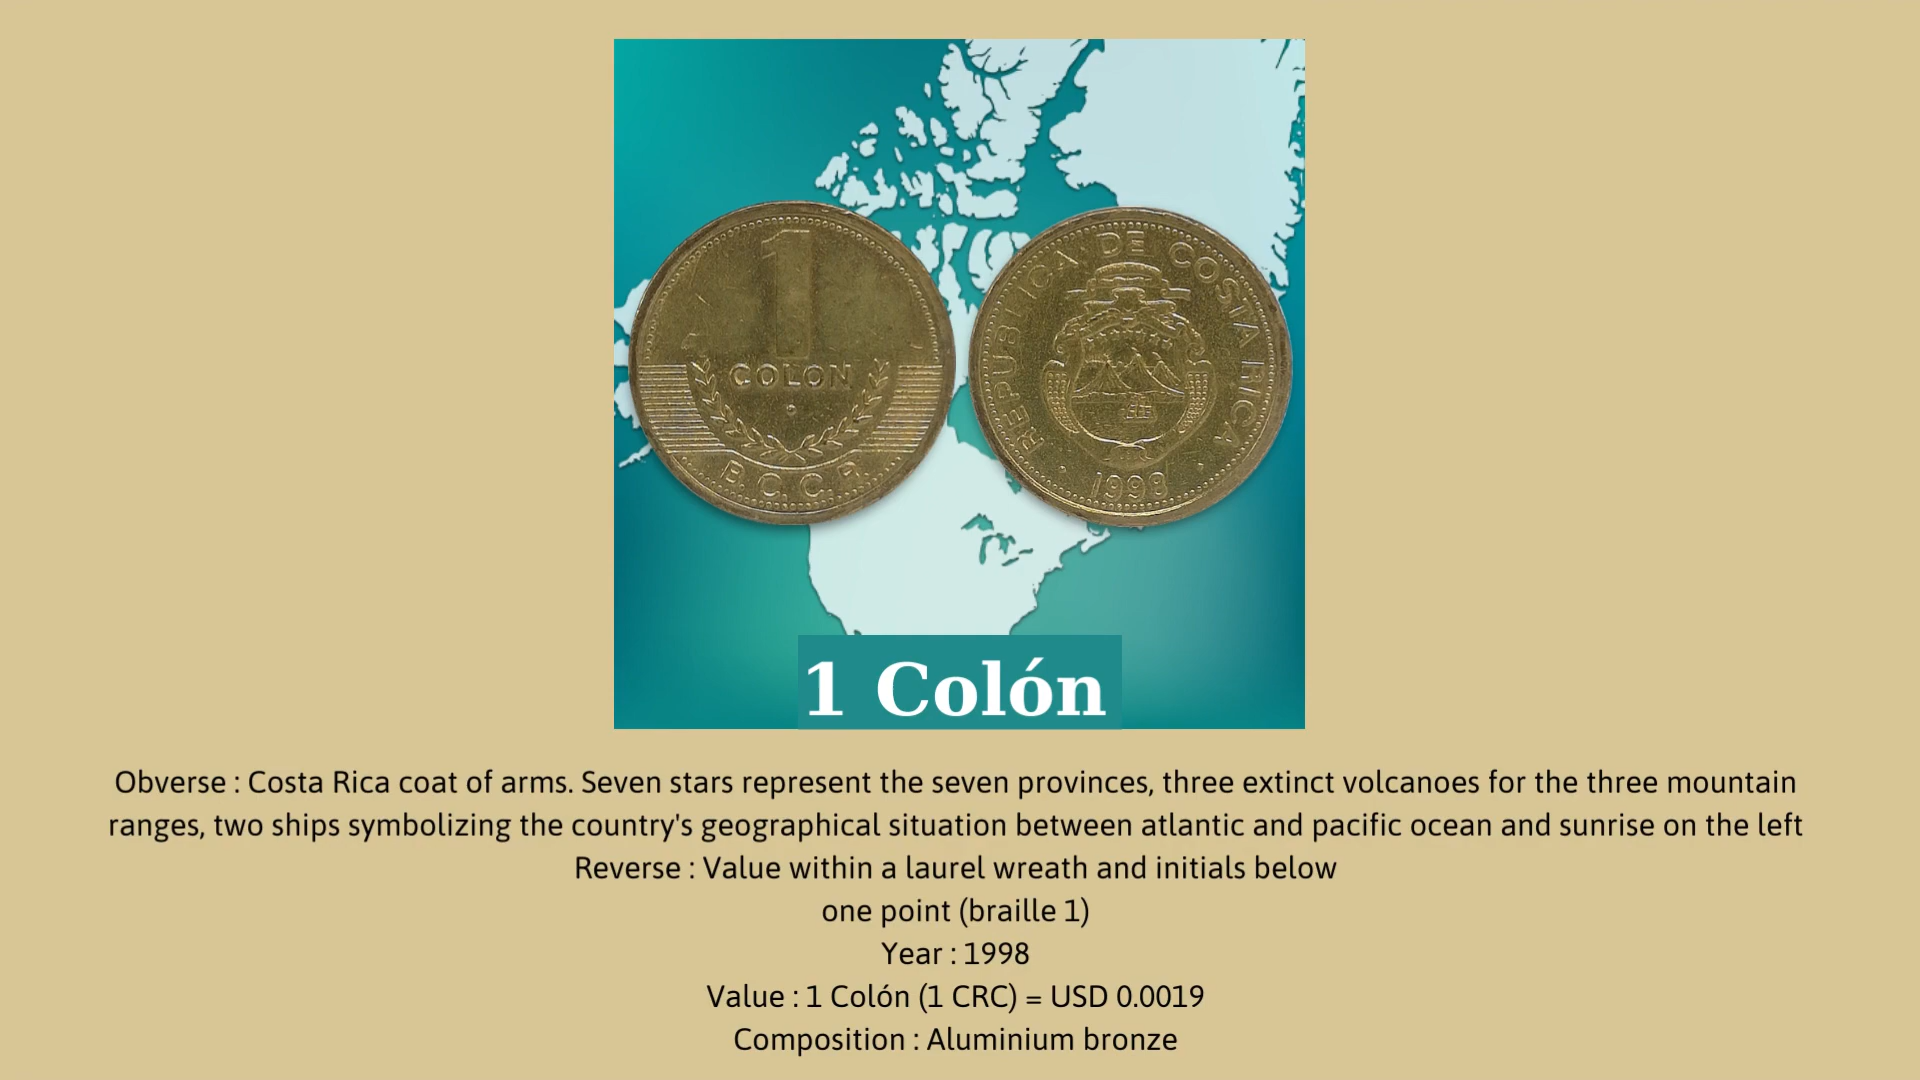 1
COLON
B. C. C. R.
REPUBLICA DE COSTA RICA
1998
1 Colón
Obverse : Costa Rica coat of arms. Seven stars represent the seven provinces, three extinct volcanoes for the three mountain
ranges, two ships symbolizing the country's geographical situation between atlantic and pacific ocean and sunrise on the left
Reverse : Value within a laurel wreath and initials below
one point (braille 1)
Year : 1998
Value : 1 Colón (1 CRC) = USD 0.0019
Composition : Aluminium bronze